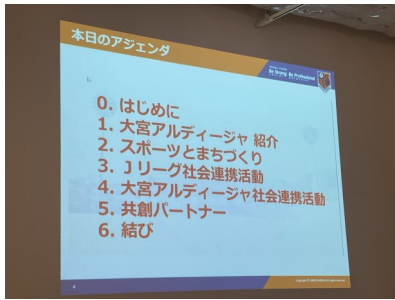 本日のアジェンダ
Be Strong Be Professional
0. はじめに
1. 大宮アルディージャ 紹介
2. スポーツとまちづくり
3. Jリーグ社会連携活動
4. 大宮アルディージャ社会連携活動
5. 共創パートナー
6. 結び
4